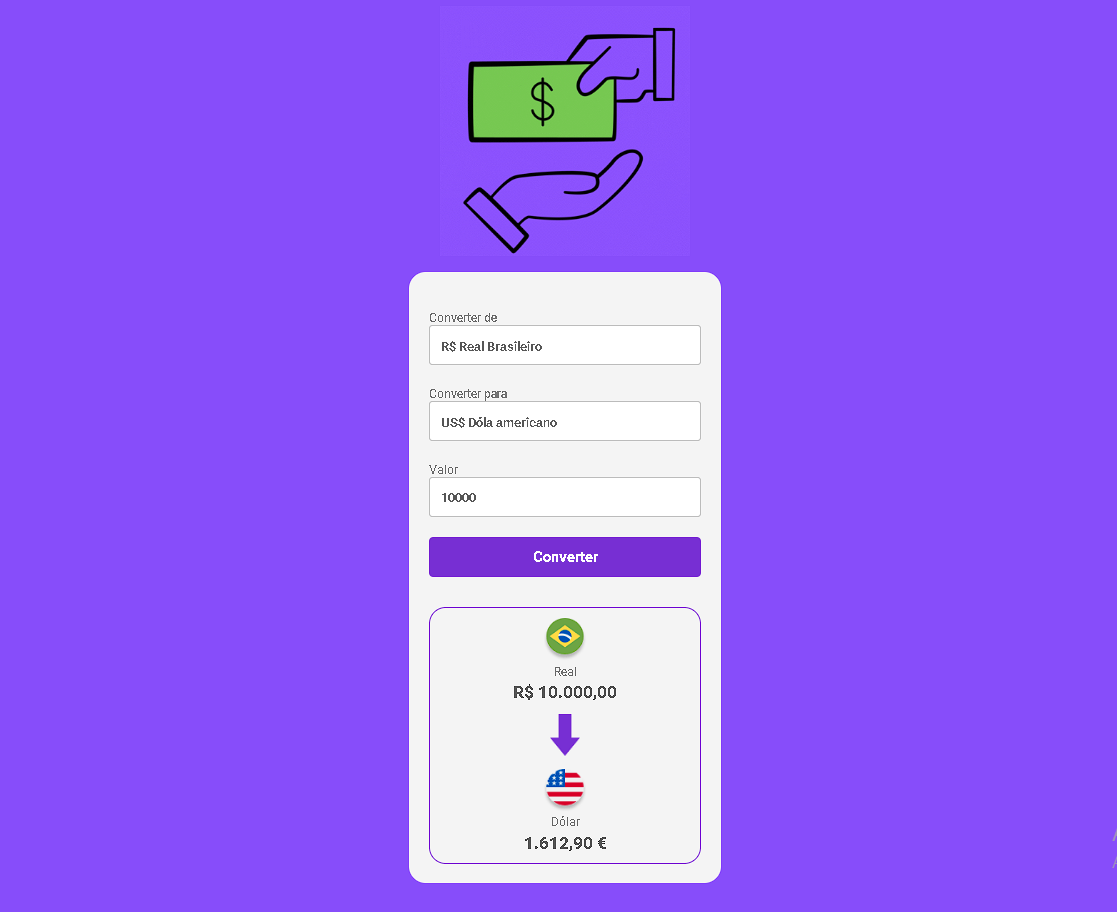 $
Converter de
R$ Real Brasileiro
Converter para
US$ Dóla americano
Valor
10000
Converter
Real
R$ 10.000,00
Dólar
1.612,90 €